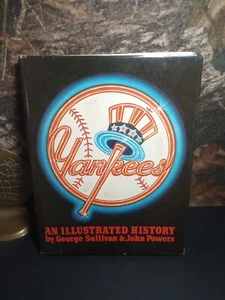 Yankees
AN ILLUSTRATED HISTORY
by George Sullivan & John Powers